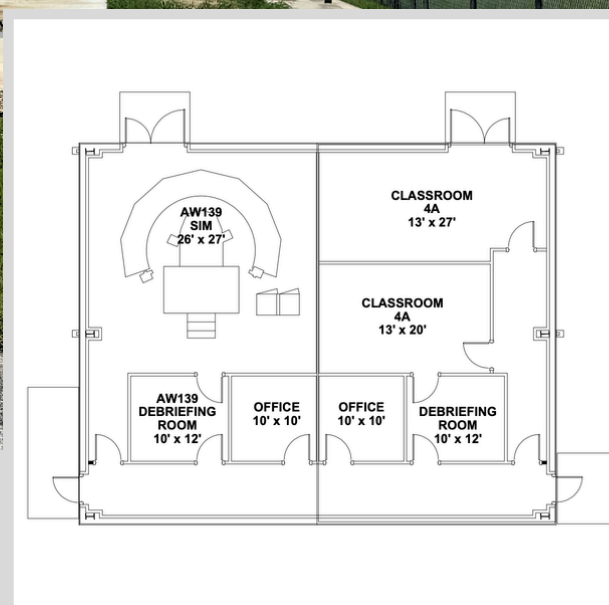 AW139
SIM
26' x 27'
CLASSROOM
4A
13' x 27'
CLASSROOM
4A
13' x 20'
AW139
DEBRIEFING
ROOM
10' x 12'
OFFICE
10' x 10'
OFFICE
10' x 10'
DEBRIEFING
ROOM
10' x 12'